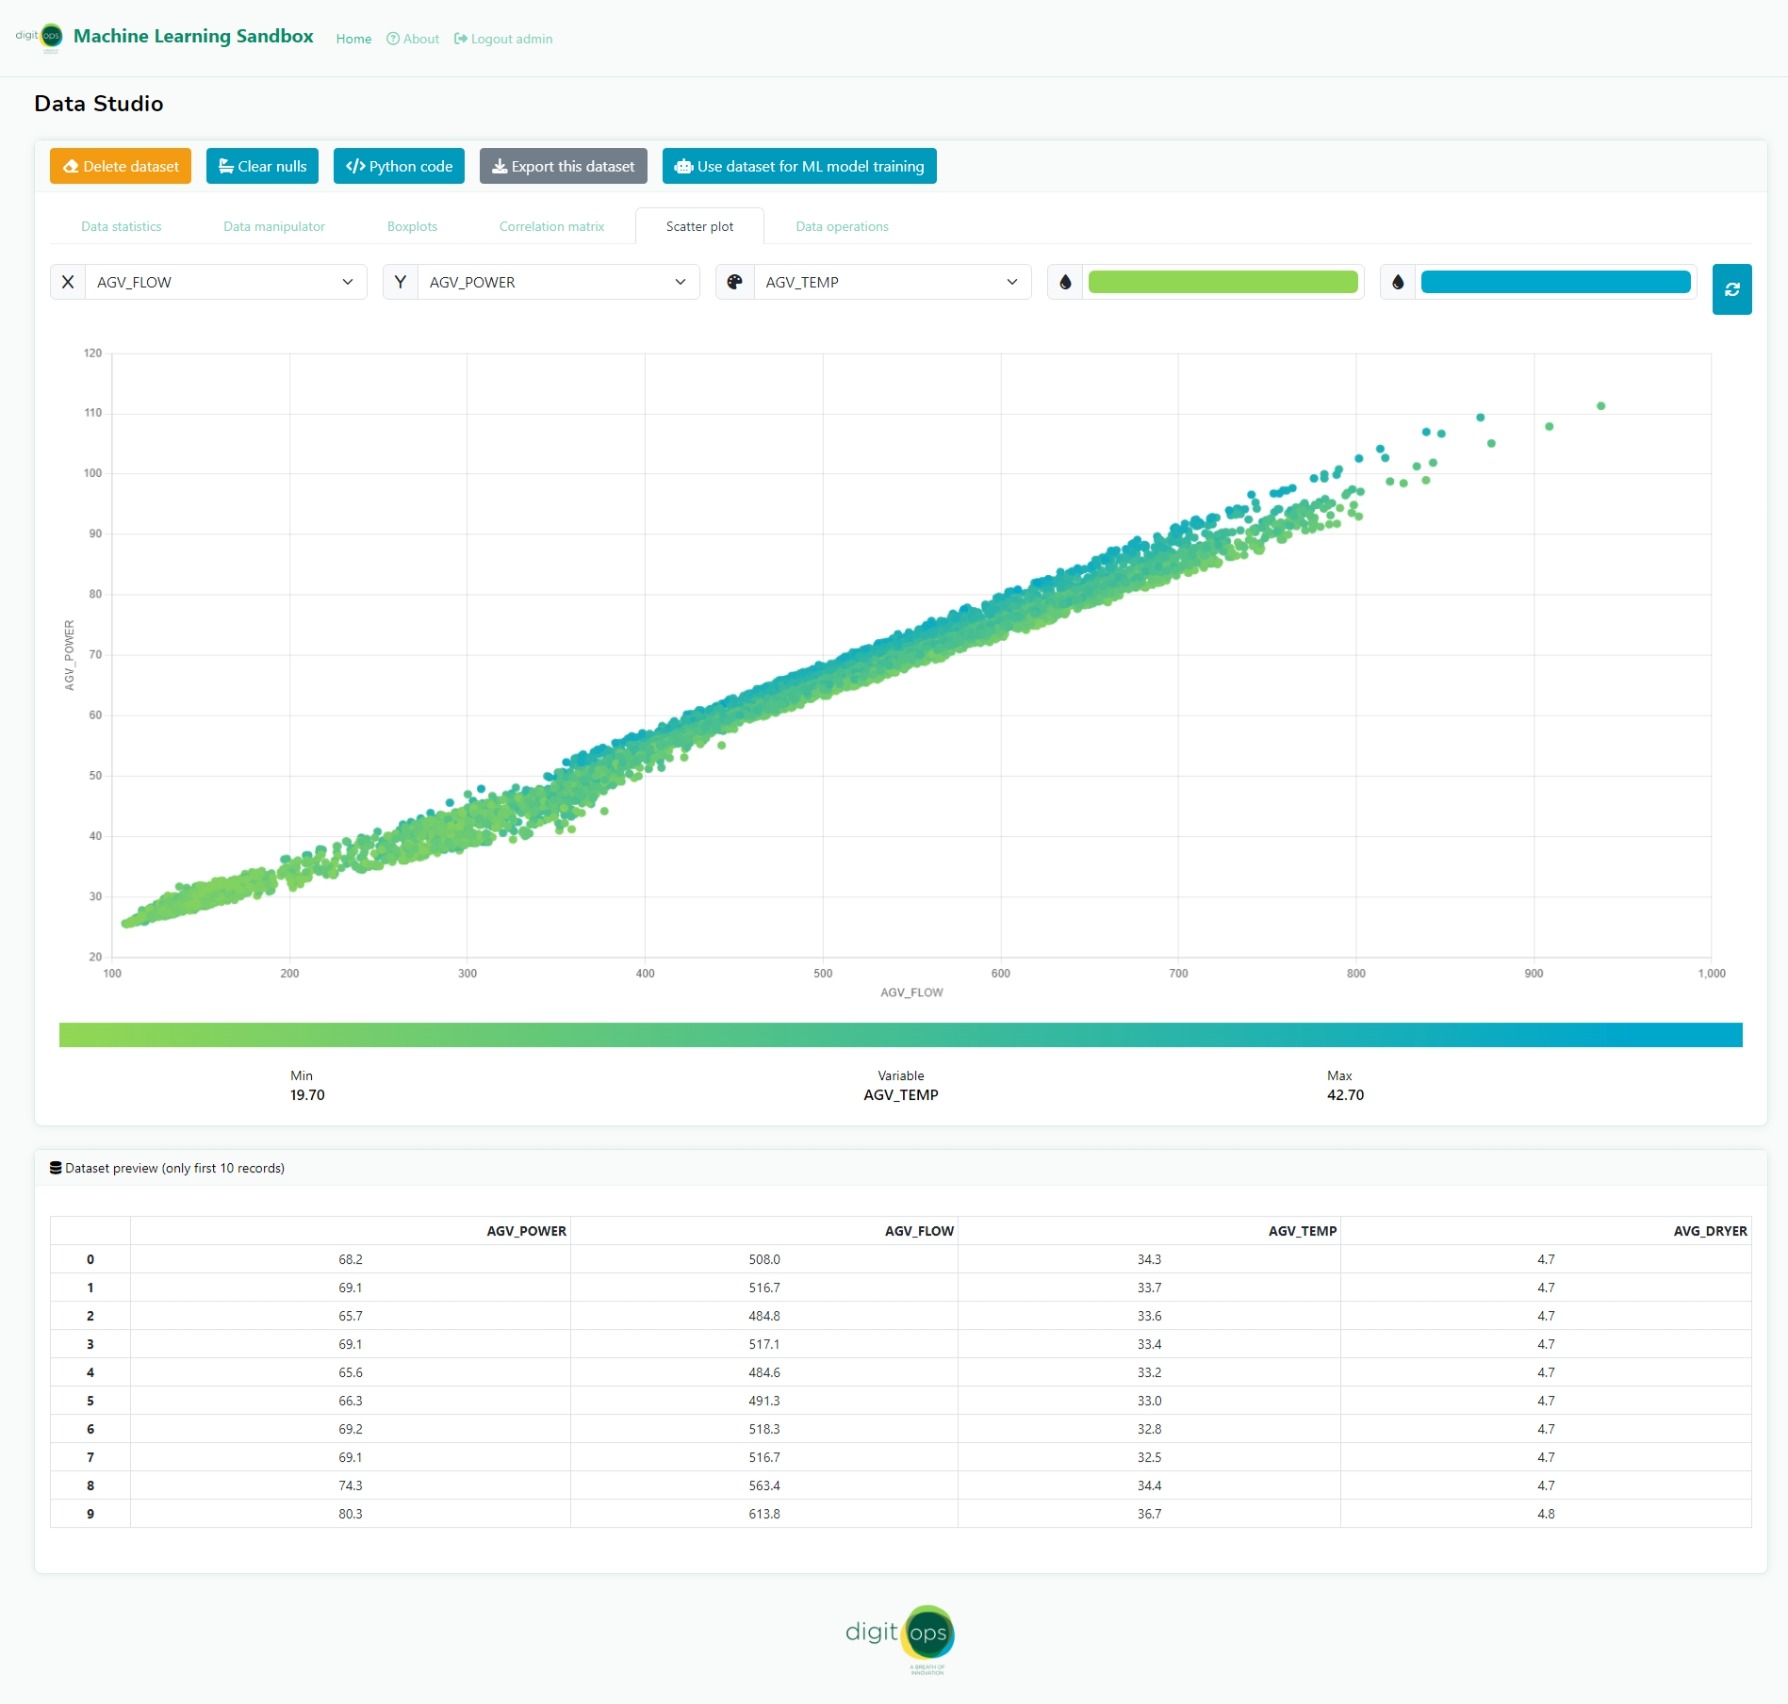 digit ops Machine Learning Sandbox Home About Logout admin
Data Studio
Delete dataset Clear nulls Python code Export this dataset Use dataset for ML model training
Data statistics Data manipulator Boxplots Correlation matrix Scatter plot Data operations
X AGV_FLOW Y AGV_POWER AGV_TEMP
120
110
100
90
80
70
60
50
40
30
20
AGV_POWER
100 200 300 400 500 600 700 800 900 1,000
AGV_FLOW
Min Variable Max
19.70 AGV_TEMP 42.70
Dataset preview (only first 10 records)
AGV_POWER AGV_FLOW AGV_TEMP AVG_DRYER
0 68.2 508.0 34.3 4.7
1 69.1 516.7 33.7 4.7
2 65.7 484.8 33.6 4.7
3 69.1 517.1 33.4 4.7
4 65.6 484.6 33.2 4.7
5 66.3 491.3 33.0 4.7
6 69.2 518.3 32.8 4.7
7 69.1 516.7 32.5 4.7
8 74.3 563.4 34.4 4.7
9 80.3 613.8 36.7 4.8
digit ops
A BREATH OF
INNOVATION